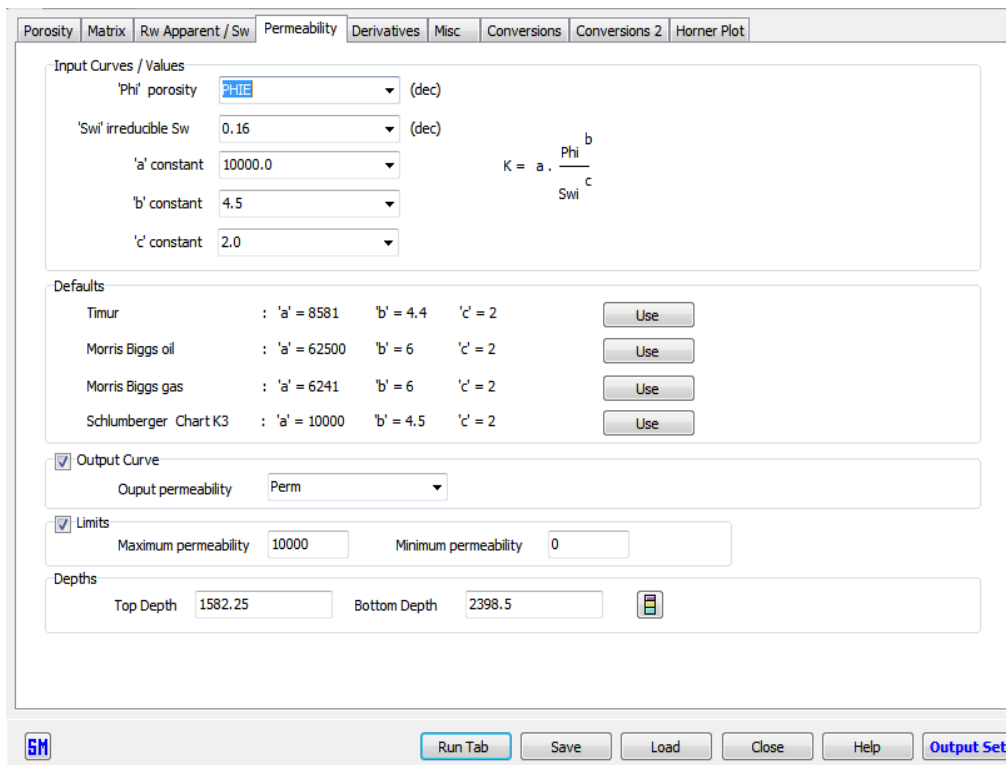 Porosity Matrix Rw Apparent / Sw Permeability Derivatives Misc Conversions Conversions 2 Horner Plot
Input Curves / Values
'Phi' porosity PHIE (dec)
'Swi' irreducible Sw 0.16 (dec)
'a' constant 10000.0
K = a . Phi b
Swi c
'b' constant 4.5
'c' constant 2.0
Defaults
Timur : 'a' = 8581 'b' = 4.4 'c' = 2 Use
Morris Biggs oil : 'a' = 62500 'b' = 6 'c' = 2 Use
Morris Biggs gas : 'a' = 6241 'b' = 6 'c' = 2 Use
Schlumberger Chart K3 : 'a' = 10000 'b' = 4.5 'c' = 2 Use
Output Curve
Ouput permeability Perm
Limits
Maximum permeability 10000 Minimum permeability 0
Depths
Top Depth 1582.25 Bottom Depth 2398.5
SM Run Tab Save Load Close Help Output Set